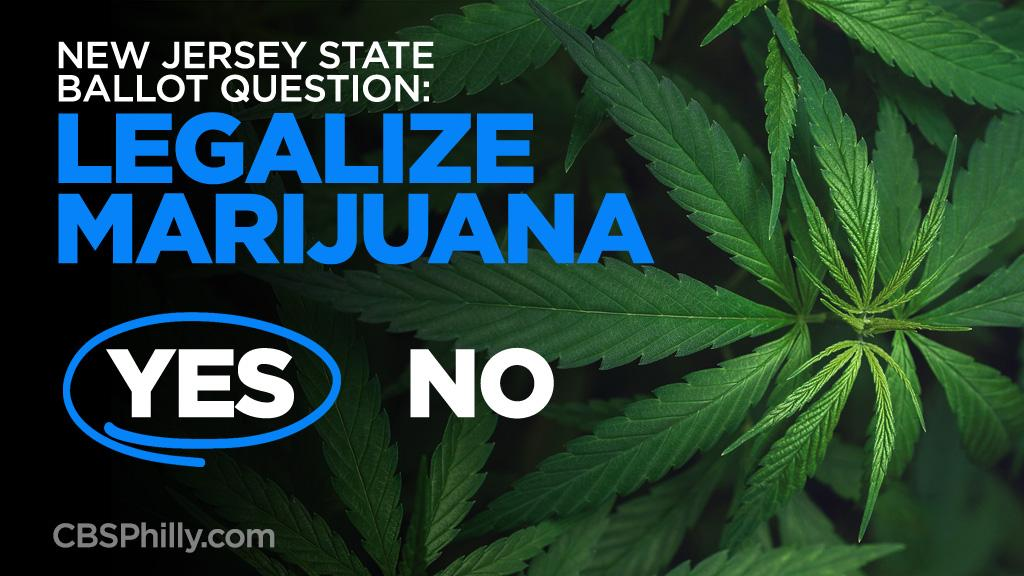 NEW JERSEY STATE
BALLOT QUESTION:
LEGALIZE
MARIJUANA
YES NO
CBSPhilly.com